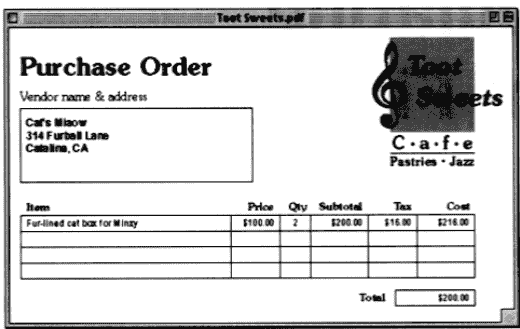 Toot Sweets.pdf
Toot
Sweets
C·a·f·e
Pastries · Jazz
Purchase Order
Vendor name & address
Cat's Miaow
314 Furball Lane
Catalina, CA
Item Price Qty Subtotal Tax Cost
Fur-lined cat box for Minzy $100.00 2 $200.00 $16.00 $216.00
Total $200.00